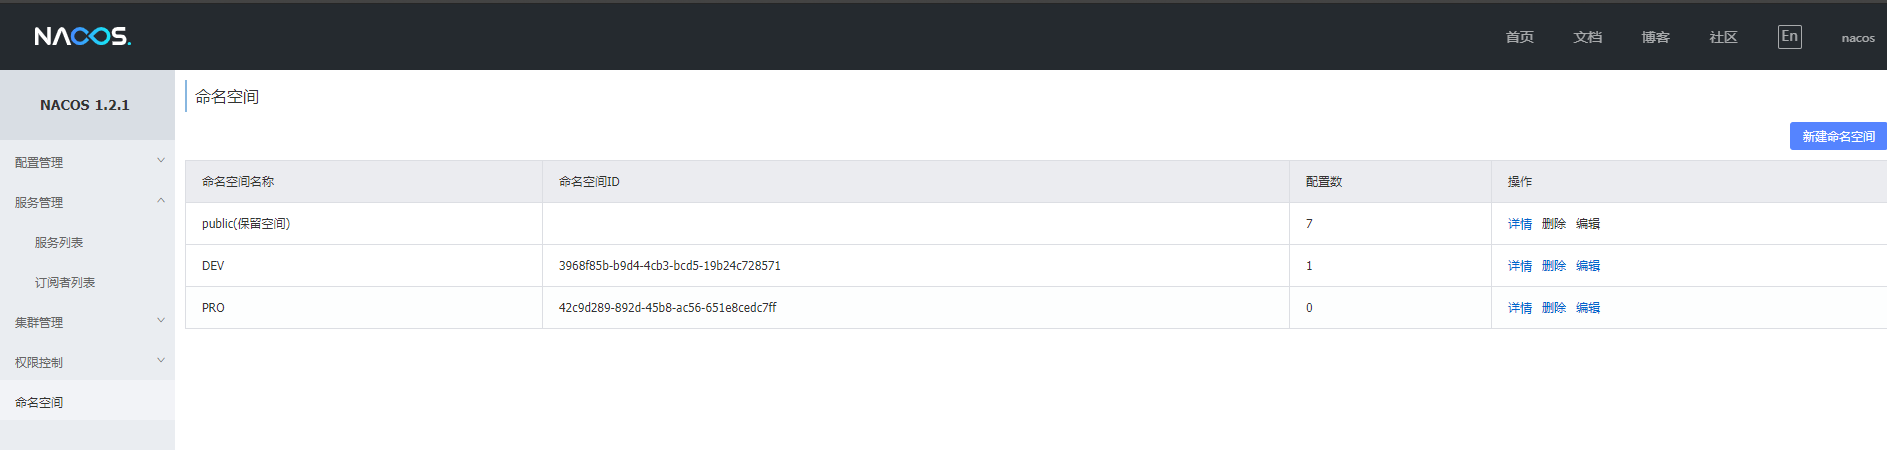 NACOS.
首页 文档 博客 社区 En nacos
NACOS 1.2.1
配置管理
服务管理
服务列表
订阅者列表
集群管理
权限控制
命名空间
命名空间
新建命名空间
命名空间名称 命名空间ID 配置数 操作
public(保留空间) 7 详情 删除 编辑
DEV 3968f85b-b9d4-4cb3-bcd5-19b24c728571 1 详情 删除 编辑
PRO 42c9d289-892d-45b8-ac56-651e8cedc7ff 0 详情 删除 编辑